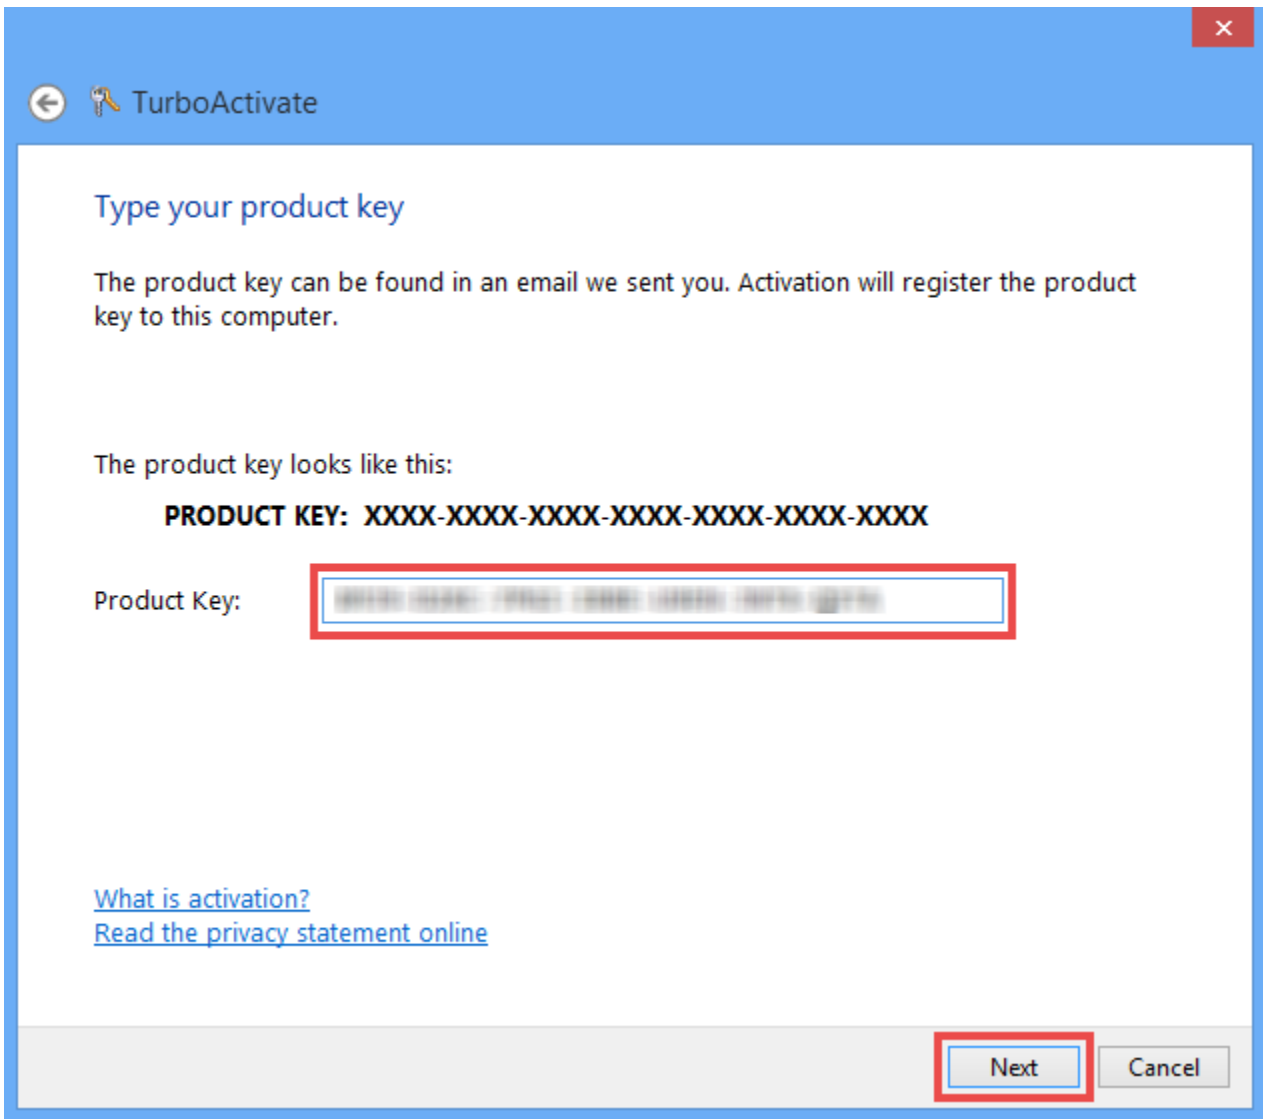 TurboActivate
Type your product key
The product key can be found in an email we sent you. Activation will register the product
key to this computer.
The product key looks like this:
PRODUCT KEY: XXXX-XXXX-XXXX-XXXX-XXXX-XXXX-XXXX
Product Key:
What is activation?
Read the privacy statement online
Next Cancel